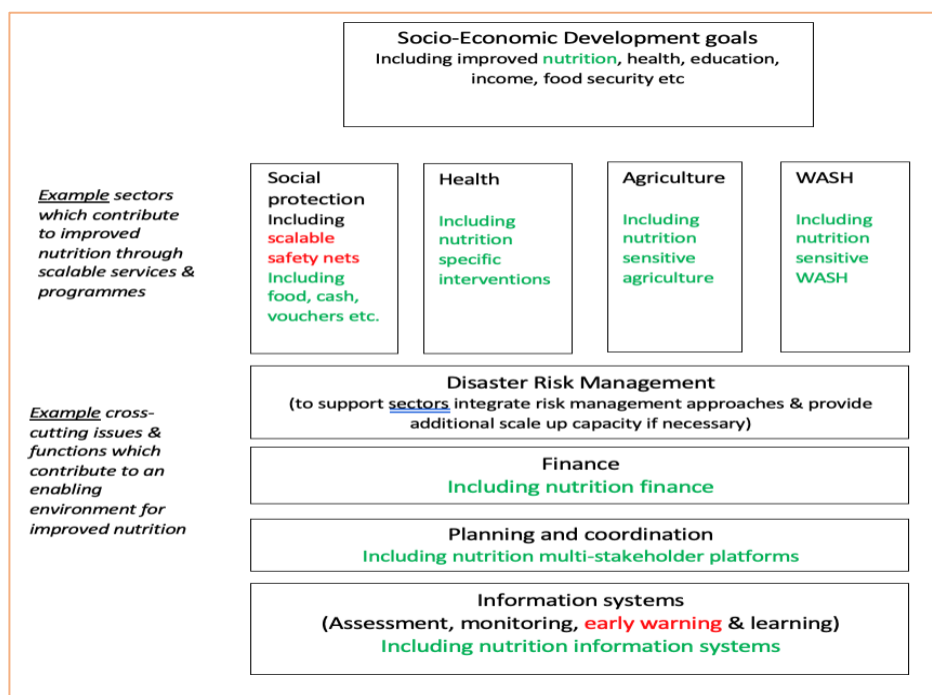 Socio-Economic Development goals
Including improved nutrition, health, education,
income, food security etc
Example sectors
which contribute
to improved
nutrition through
scalable services &
programmes
Social
protection
Including
scalable
safety nets
Including
food, cash,
vouchers etc.
Health
Including
nutrition
specific
interventions
Agriculture
Including
nutrition
sensitive
agriculture
WASH
Including
nutrition
sensitive
WASH
Example cross-
cutting issues &
functions which
contribute to an
enabling
environment for
improved nutrition
Disaster Risk Management
(to support sectors integrate risk management approaches & provide
additional scale up capacity if necessary)
Finance
Including nutrition finance
Planning and coordination
Including nutrition multi-stakeholder platforms
Information systems
(Assessment, monitoring, early warning & learning)
Including nutrition information systems